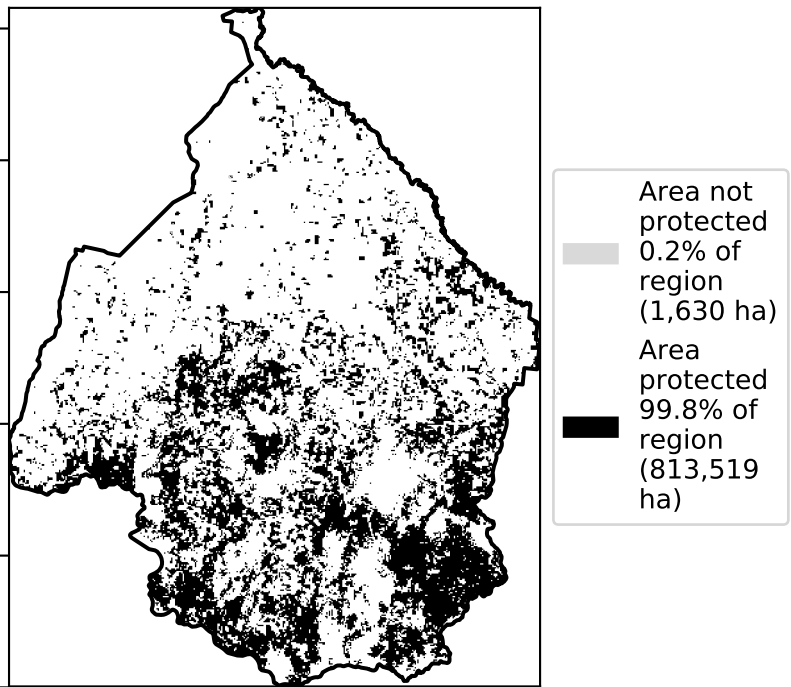 Area not
protected
0.2% of
region
(1,630 ha)
Area
protected
99.8% of
region
(813,519
ha)